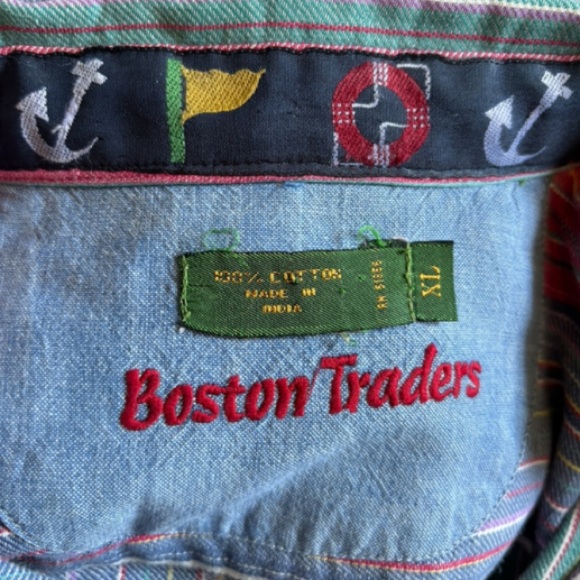 100% COTTON
MADE IN
INDIA
XL
Boston Traders